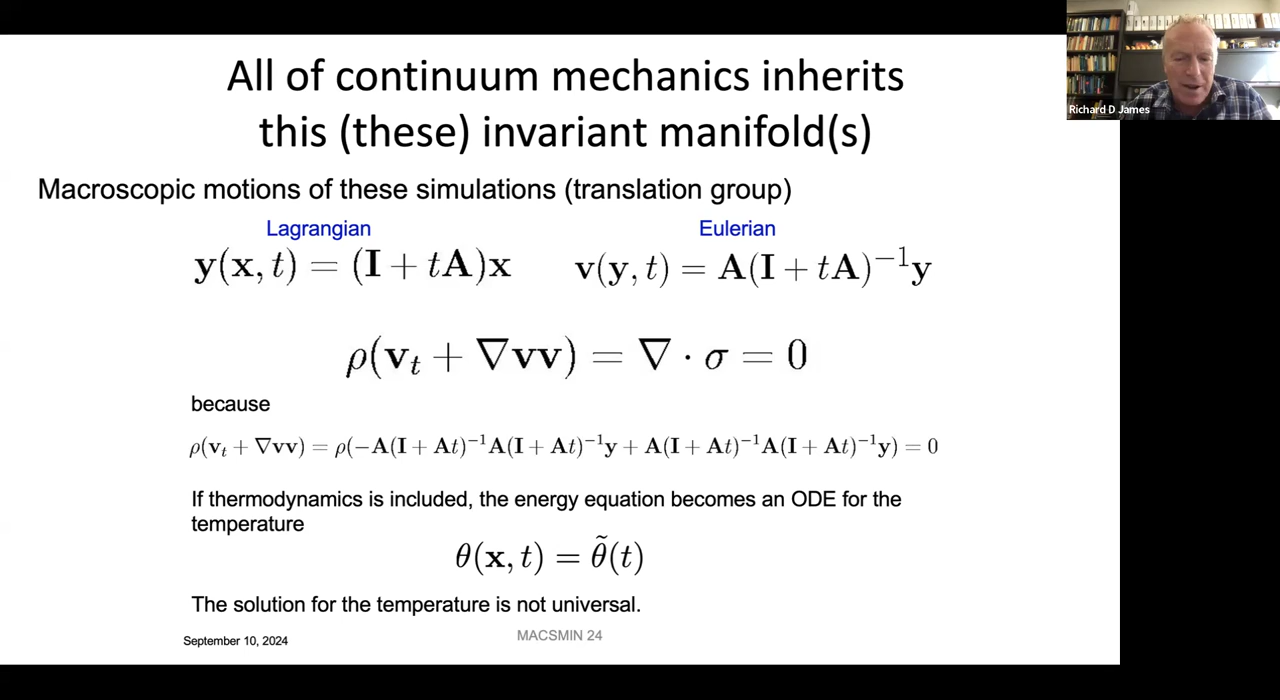 All of continuum mechanics inherits
this (these) invariant manifold(s)
Richard D James
Macroscopic motions of these simulations (translation group)
Lagrangian Eulerian
y(x, t) = (I + tA)x v(y, t) = A(I + tA)⁻¹y
ρ(vₜ + ∇vv) = ∇ · σ = 0
because
ρ(vₜ + ∇vv) = ρ(−A(I + At)⁻¹A(I + At)⁻¹y + A(I + At)⁻¹A(I + At)⁻¹y) = 0
If thermodynamics is included, the energy equation becomes an ODE for the
temperature
θ(x, t) = θ̃(t)
The solution for the temperature is not universal.
September 10, 2024 MACSMIN 24